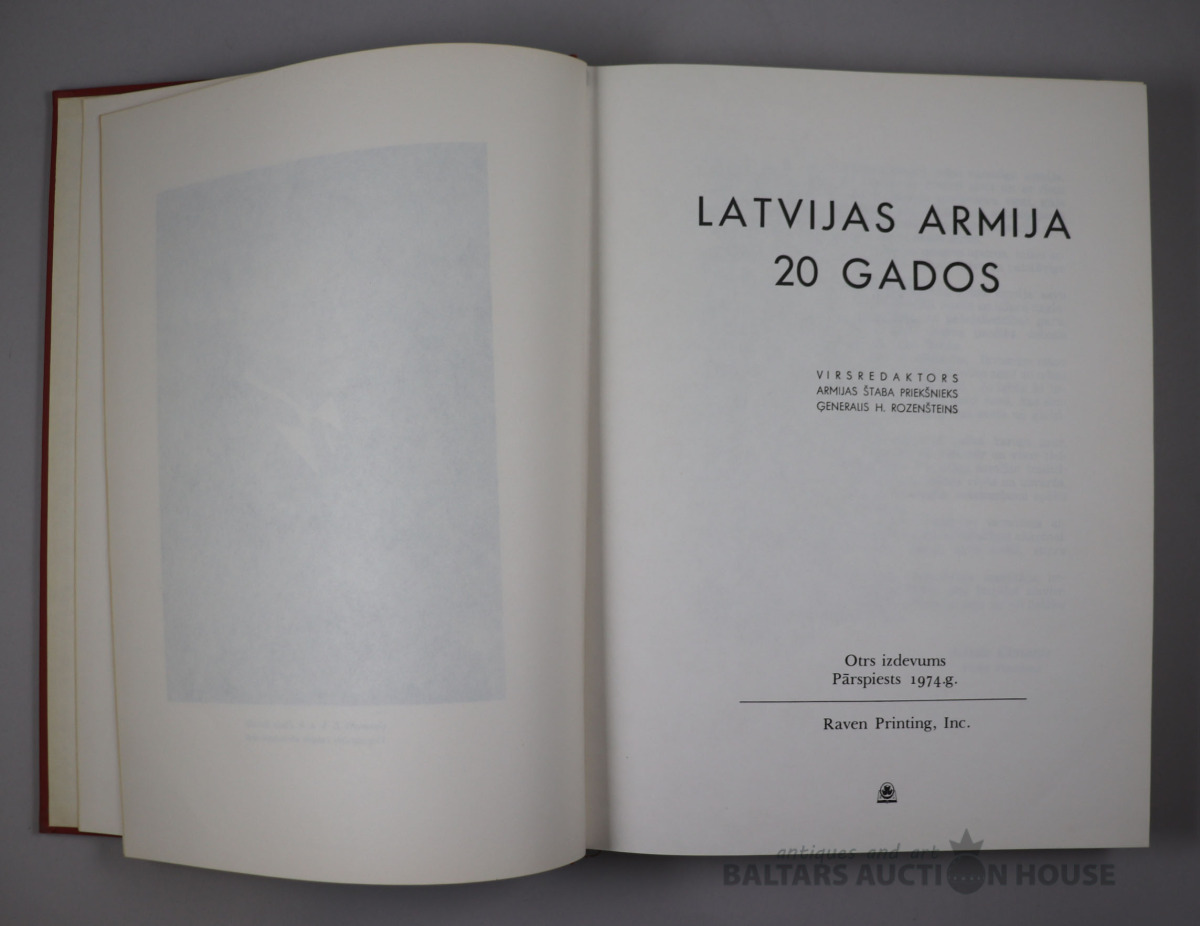 LATVIJAS ARMIJA
20 GADOS
VIRSREDAKTORS
ARMIJAS ŠTABA PRIEKŠNIEKS
ĢENERALIS H. ROZENŠTEINS
Otrs izdevums
Pārspiests 1974.g.
Raven Printing, Inc.
antiques and art
BALTARS AUCTION HOUSE